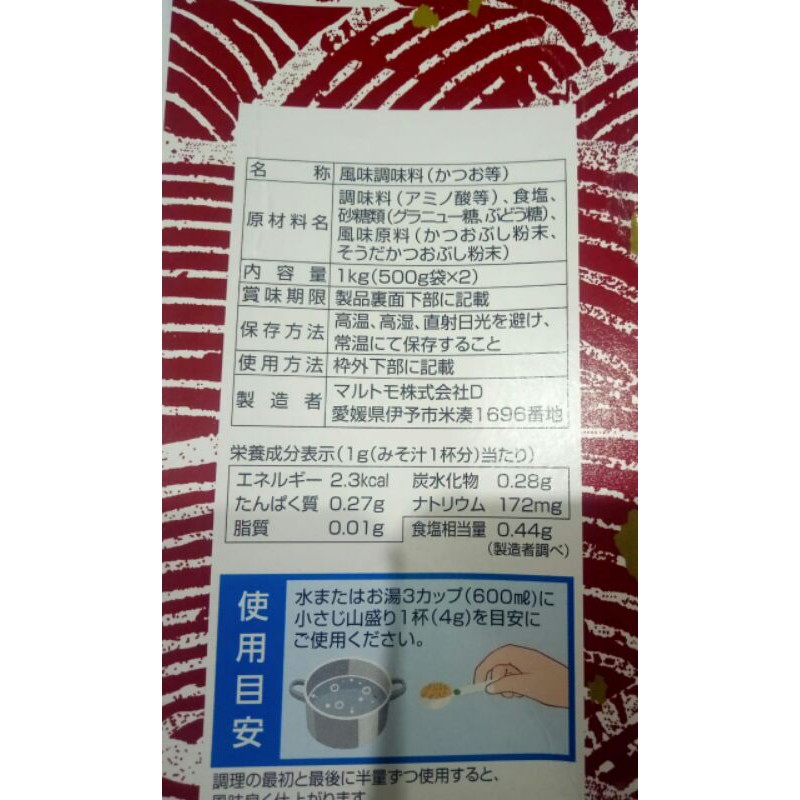 名称 風味調味料(かつお等)
原材料名 調味料(アミノ酸等)、食塩、
砂糖類(グラニュー糖、ぶどう糖)、
風味原料(かつおぶし粉末、
そうだかつおぶし粉末)
内容量 1kg(500g袋×2)
賞味期限 製品裏面下部に記載
保存方法 高温、高湿、直射日光を避け、
常温にて保存すること
使用方法 枠外下部に記載
製造者 マルトモ株式会社D
愛媛県伊予市米湊1696番地
栄養成分表示(1g(みそ汁1杯分)当たり)
エネルギー 2.3kcal 炭水化物 0.28g
たんぱく質 0.27g ナトリウム 172mg
脂質 0.01g 食塩相当量 0.44g
(製造者調べ)
使用目安
水またはお湯3カップ(600㎖)に
小さじ山盛り1杯(4g)を目安に
ご使用ください。
調理の最初と最後に半量ずつ使用すると、
風味良く仕上がります